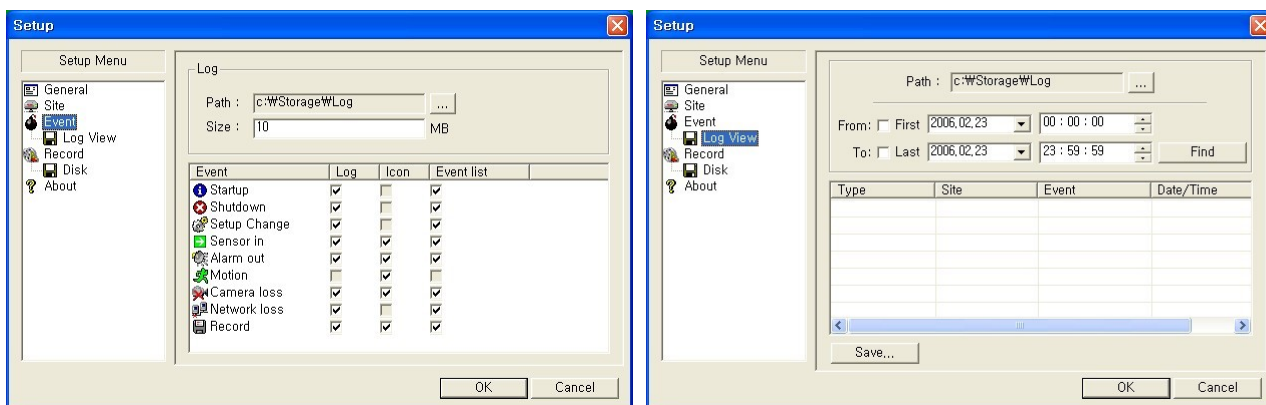 Setup
Setup Menu
General
Site
Event
Log View
Record
Disk
About
Log
Path : c:₩Storage₩Log ...
Size : 10 MB
Event Log Icon Event list
Startup
Shutdown
Setup Change
Sensor in
Alarm out
Motion
Camera loss
Network loss
Record
OK Cancel
Setup
Setup Menu
General
Site
Event
Log View
Record
Disk
About
Path : c:₩Storage₩Log ...
From: First 2006,02,23 00 : 00 : 00
To: Last 2006,02,23 23 : 59 : 59 Find
Type Site Event Date/Time
Save...
OK Cancel